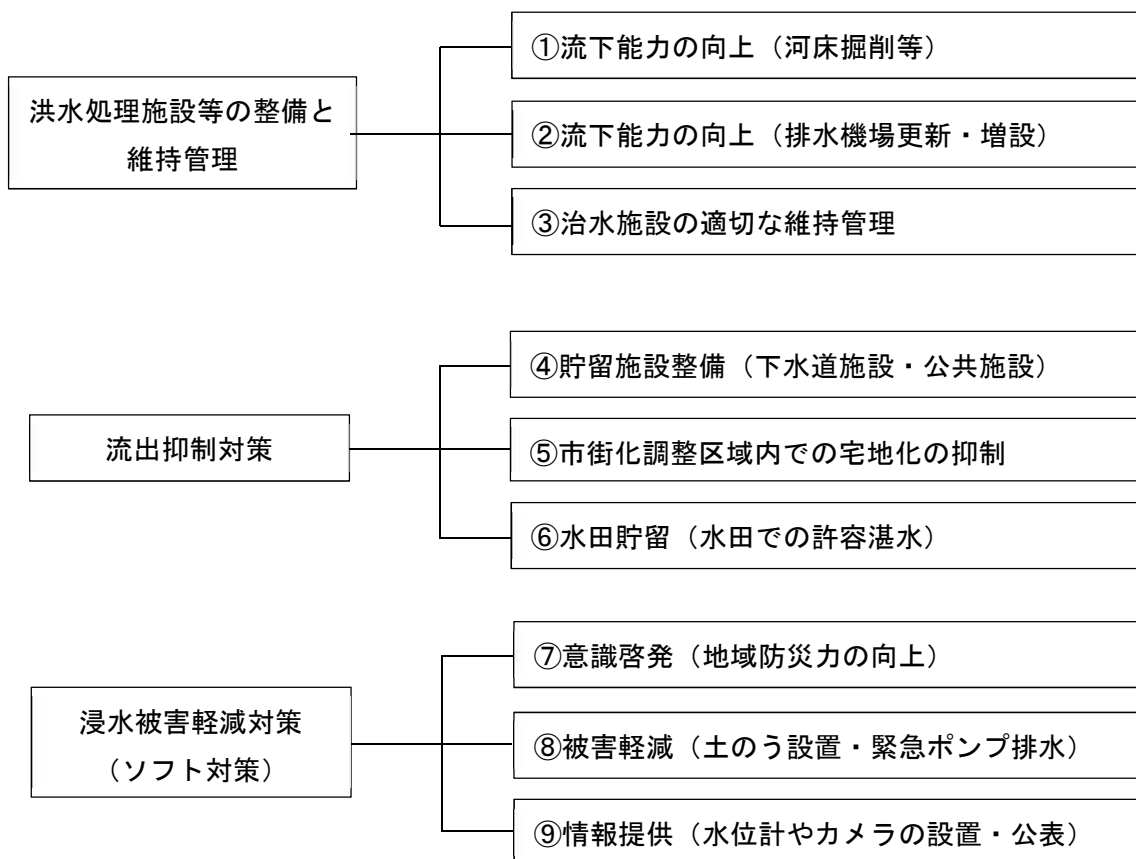 洪水処理施設等の整備と
維持管理
①流下能力の向上（河床掘削等）
②流下能力の向上（排水機場更新・増設）
③治水施設の適切な維持管理
流出抑制対策
④貯留施設整備（下水道施設・公共施設）
⑤市街化調整区域内での宅地化の抑制
⑥水田貯留（水田での許容湛水）
浸水被害軽減対策
（ソフト対策）
⑦意識啓発（地域防災力の向上）
⑧被害軽減（土のう設置・緊急ポンプ排水）
⑨情報提供（水位計やカメラの設置・公表）